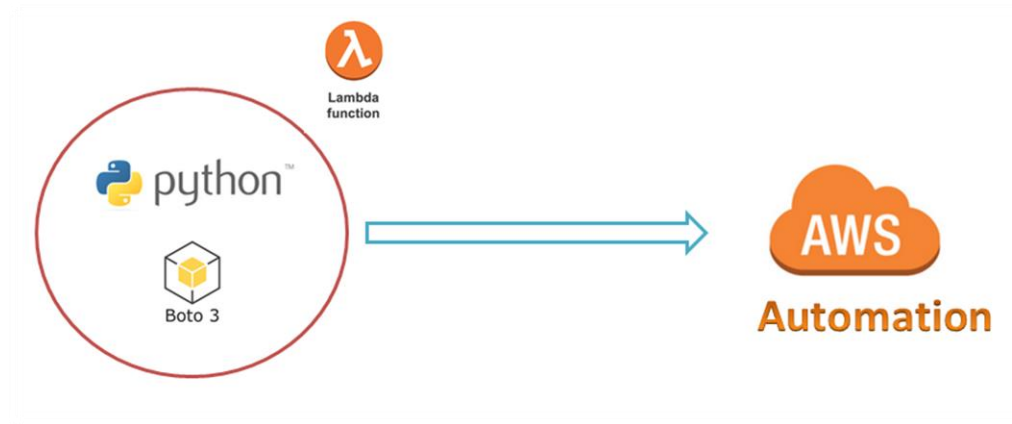 λ
Lambda
function
python™
Boto 3
AWS
Automation